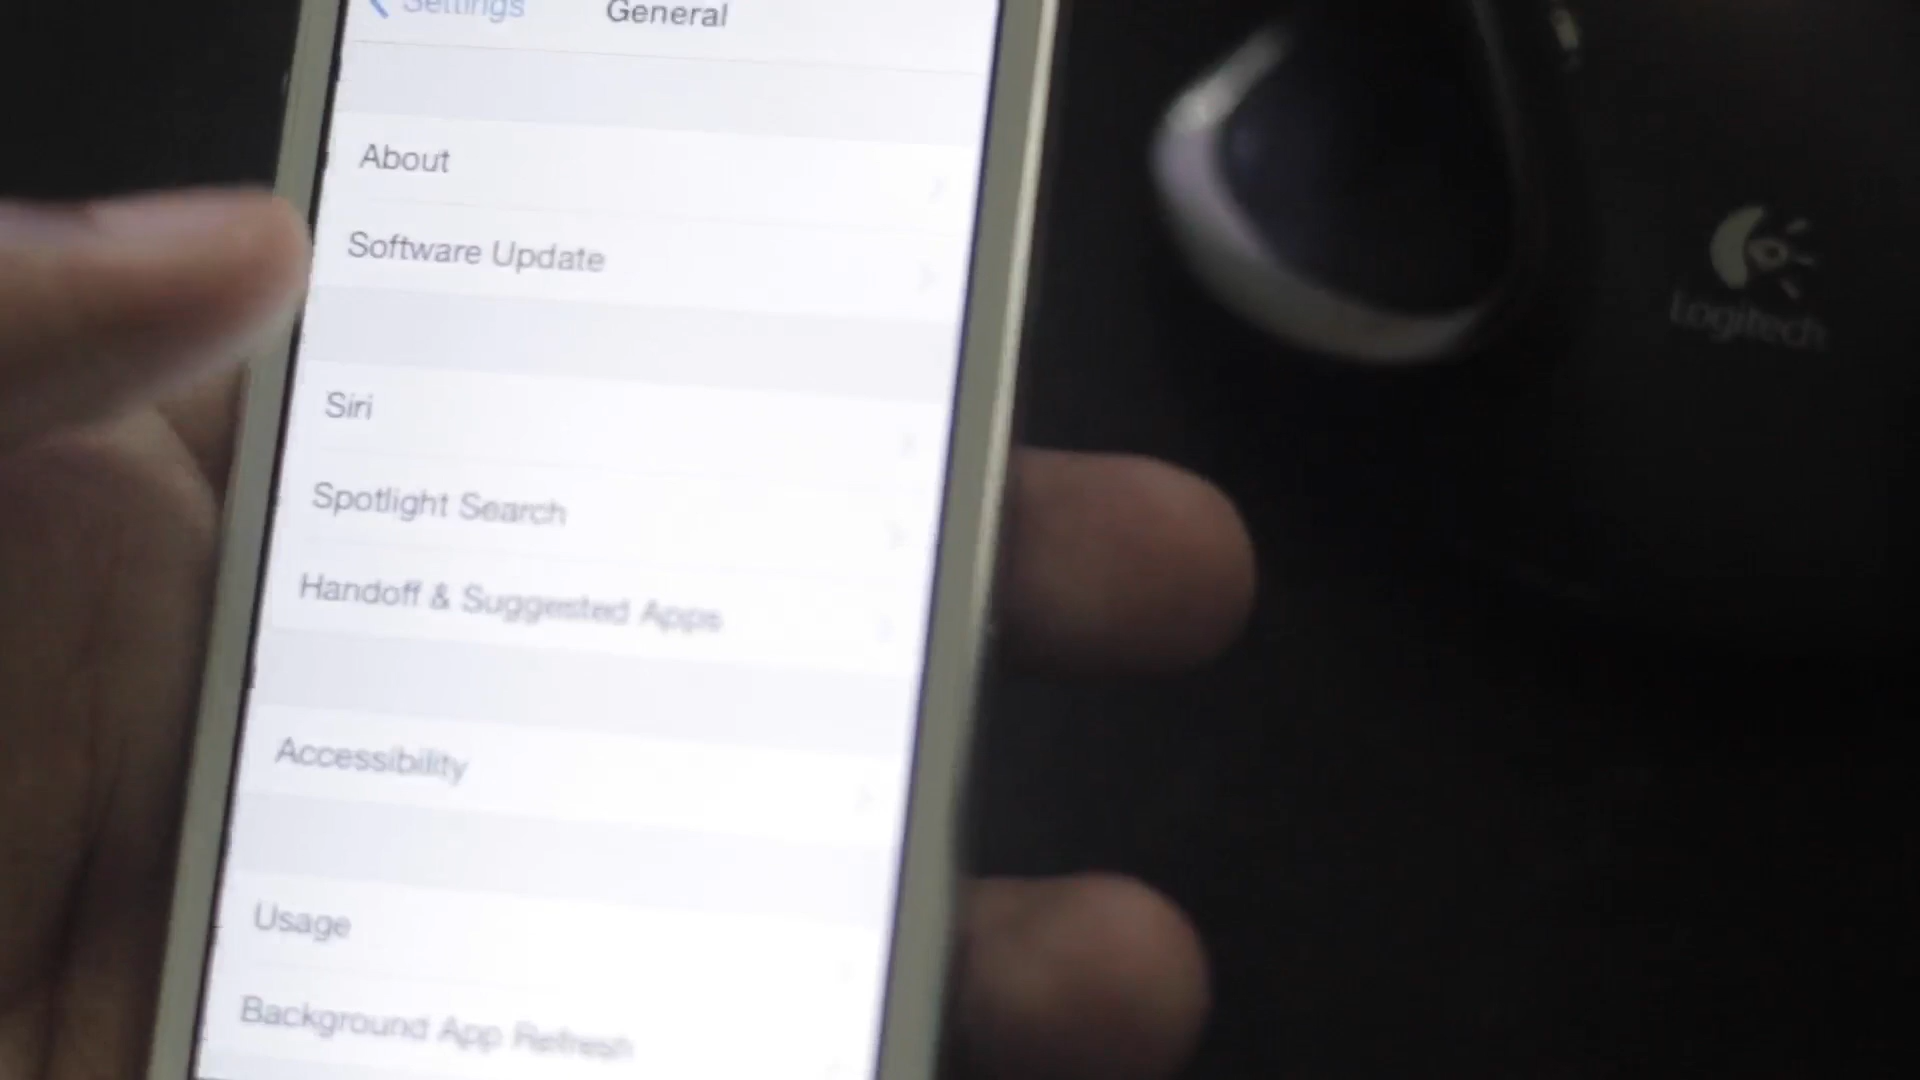 Settings
General
About
Software Update
Siri
Spotlight Search
Handoff & Suggested Apps
Accessibility
Usage
Background App Refresh
Logitech